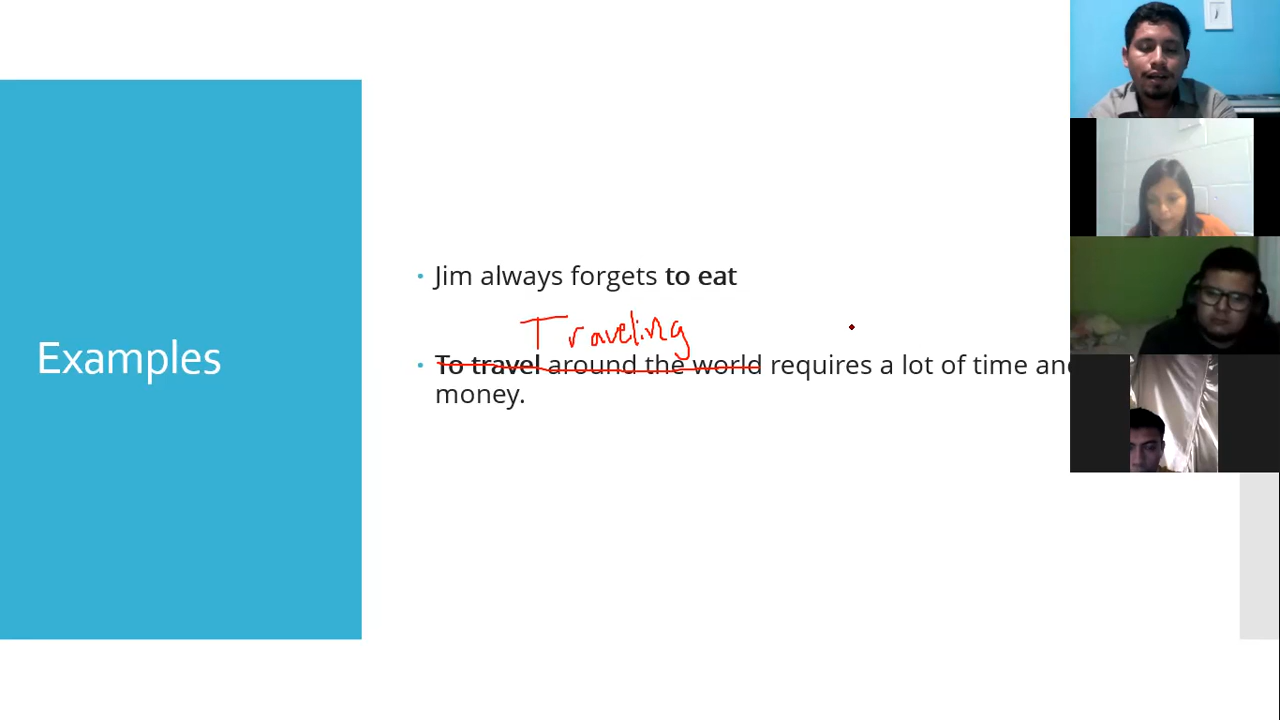 Examples
Jim always forgets to eat
Traveling
To travel around the world requires a lot of time and
money.